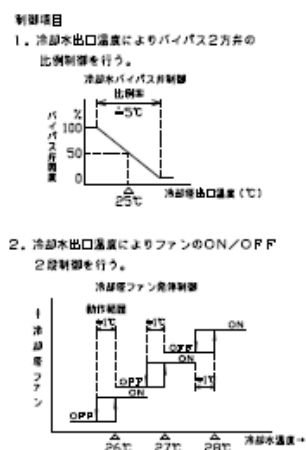 制御項目
1．冷却水出口温度によりバイパス2方弁の
比例制御を行う。
冷却水バイパス弁制御
比例帯
5℃
%
100
50
バイパス弁開度
25℃
冷却塔出口温度（℃）
2．冷却水出口温度によりファンのON／OFF
2段制御を行う。
冷却塔ファン発停制御
動作範囲
1℃
1℃
ON
OFF
ON
1℃
OFF
ON
OFF
冷却塔ファン
26℃
27℃
28℃
冷却水温度→